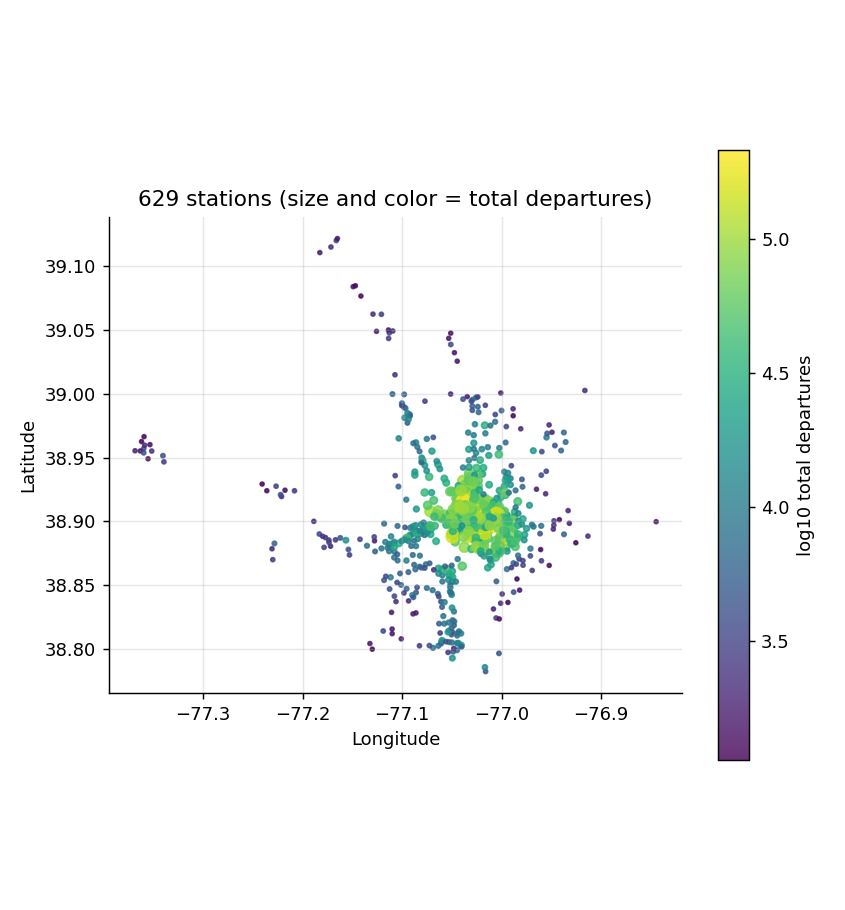 629 stations (size and color = total departures)
39.10
39.05
39.00
38.95
38.90
38.85
38.80
Latitude
−77.3 −77.2 −77.1 −77.0 −76.9
Longitude
5.0
4.5
4.0
3.5
log10 total departures